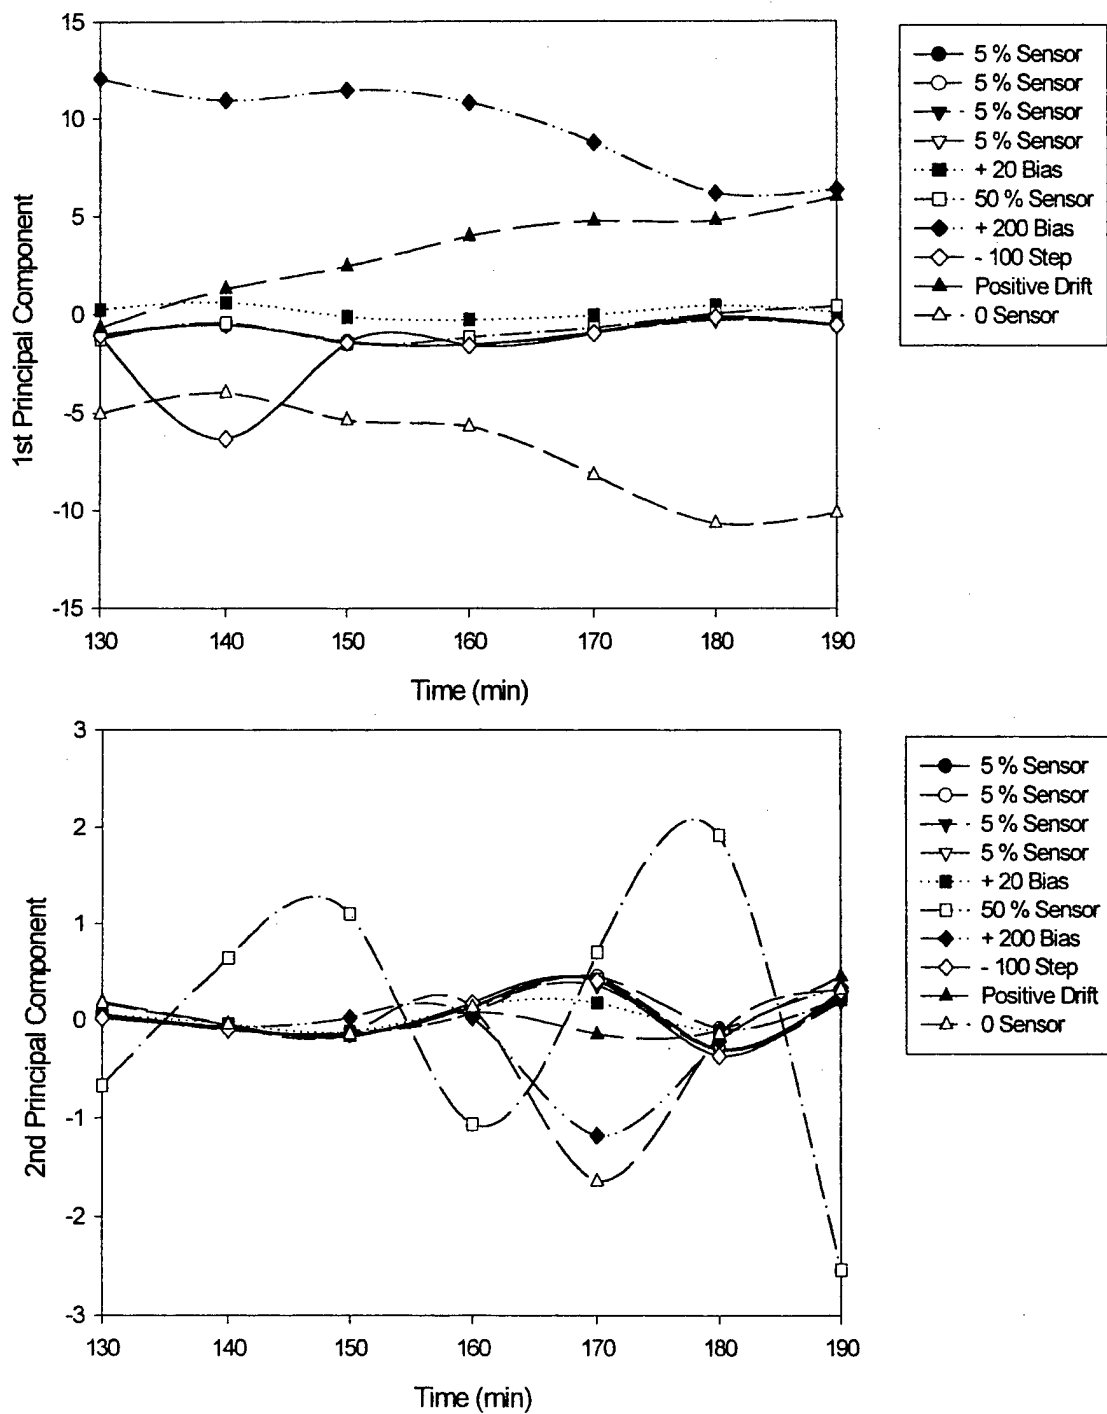 15
10
5
0
-5
-10
-15
1st Principal Component
130 140 150 160 170 180 190
Time (min)
5 % Sensor
5 % Sensor
5 % Sensor
5 % Sensor
+ 20 Bias
50 % Sensor
+ 200 Bias
- 100 Step
Positive Drift
0 Sensor
3
2
1
0
-1
-2
-3
2nd Principal Component
130 140 150 160 170 180 190
Time (min)
5 % Sensor
5 % Sensor
5 % Sensor
5 % Sensor
+ 20 Bias
50 % Sensor
+ 200 Bias
- 100 Step
Positive Drift
0 Sensor